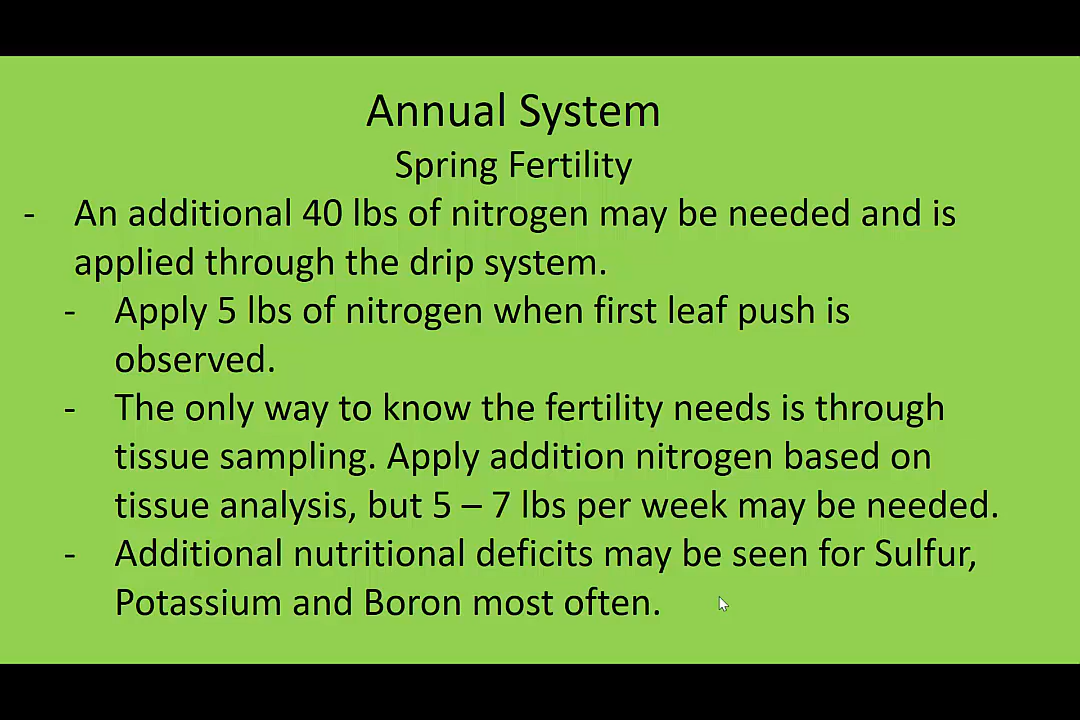 Annual System
Spring Fertility
- An additional 40 lbs of nitrogen may be needed and is
applied through the drip system.
- Apply 5 lbs of nitrogen when first leaf push is
observed.
- The only way to know the fertility needs is through
tissue sampling. Apply addition nitrogen based on
tissue analysis, but 5 – 7 lbs per week may be needed.
- Additional nutritional deficits may be seen for Sulfur,
Potassium and Boron most often.